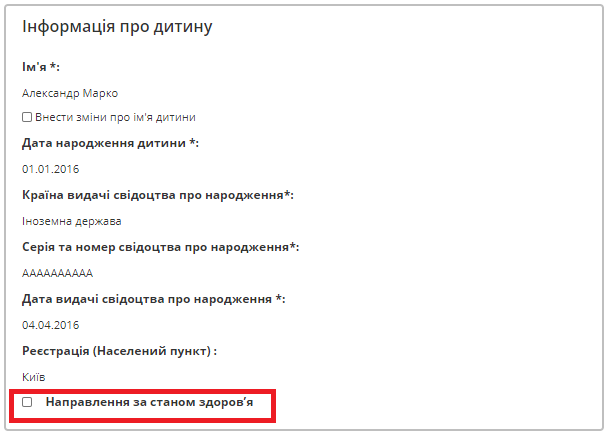 Інформація про дитину
Ім'я *:
Александр Марко
Внести зміни про ім'я дитини
Дата народження дитини *:
01.01.2016
Країна видачі свідоцтва про народження*:
Іноземна держава
Серія та номер свідоцтва про народження*:
АААААААААА
Дата видачі свідоцтва про народження *:
04.04.2016
Реєстрація (Населений пункт) :
Київ
Направлення за станом здоров’я